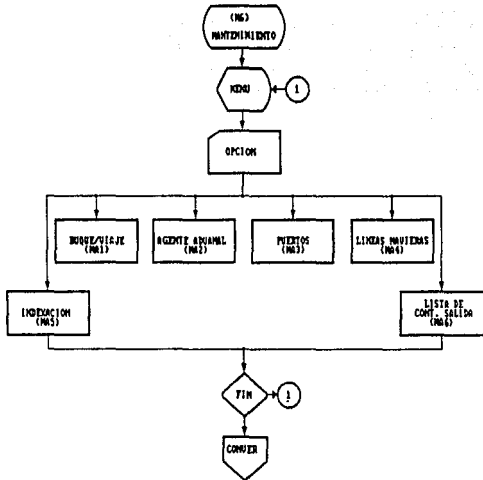 (M6)
MANTENIMIENTO
MENU
1
OPCION
BUQUE/VIAJE
(MA1)
AGENTE ADUANAL
(MA2)
PUERTOS
(MA3)
LINEAS NAVIERAS
(MA4)
INDEXACION
(MA5)
LISTA DE
CONT. SALIDA
(MA6)
FIN
1
CONVER